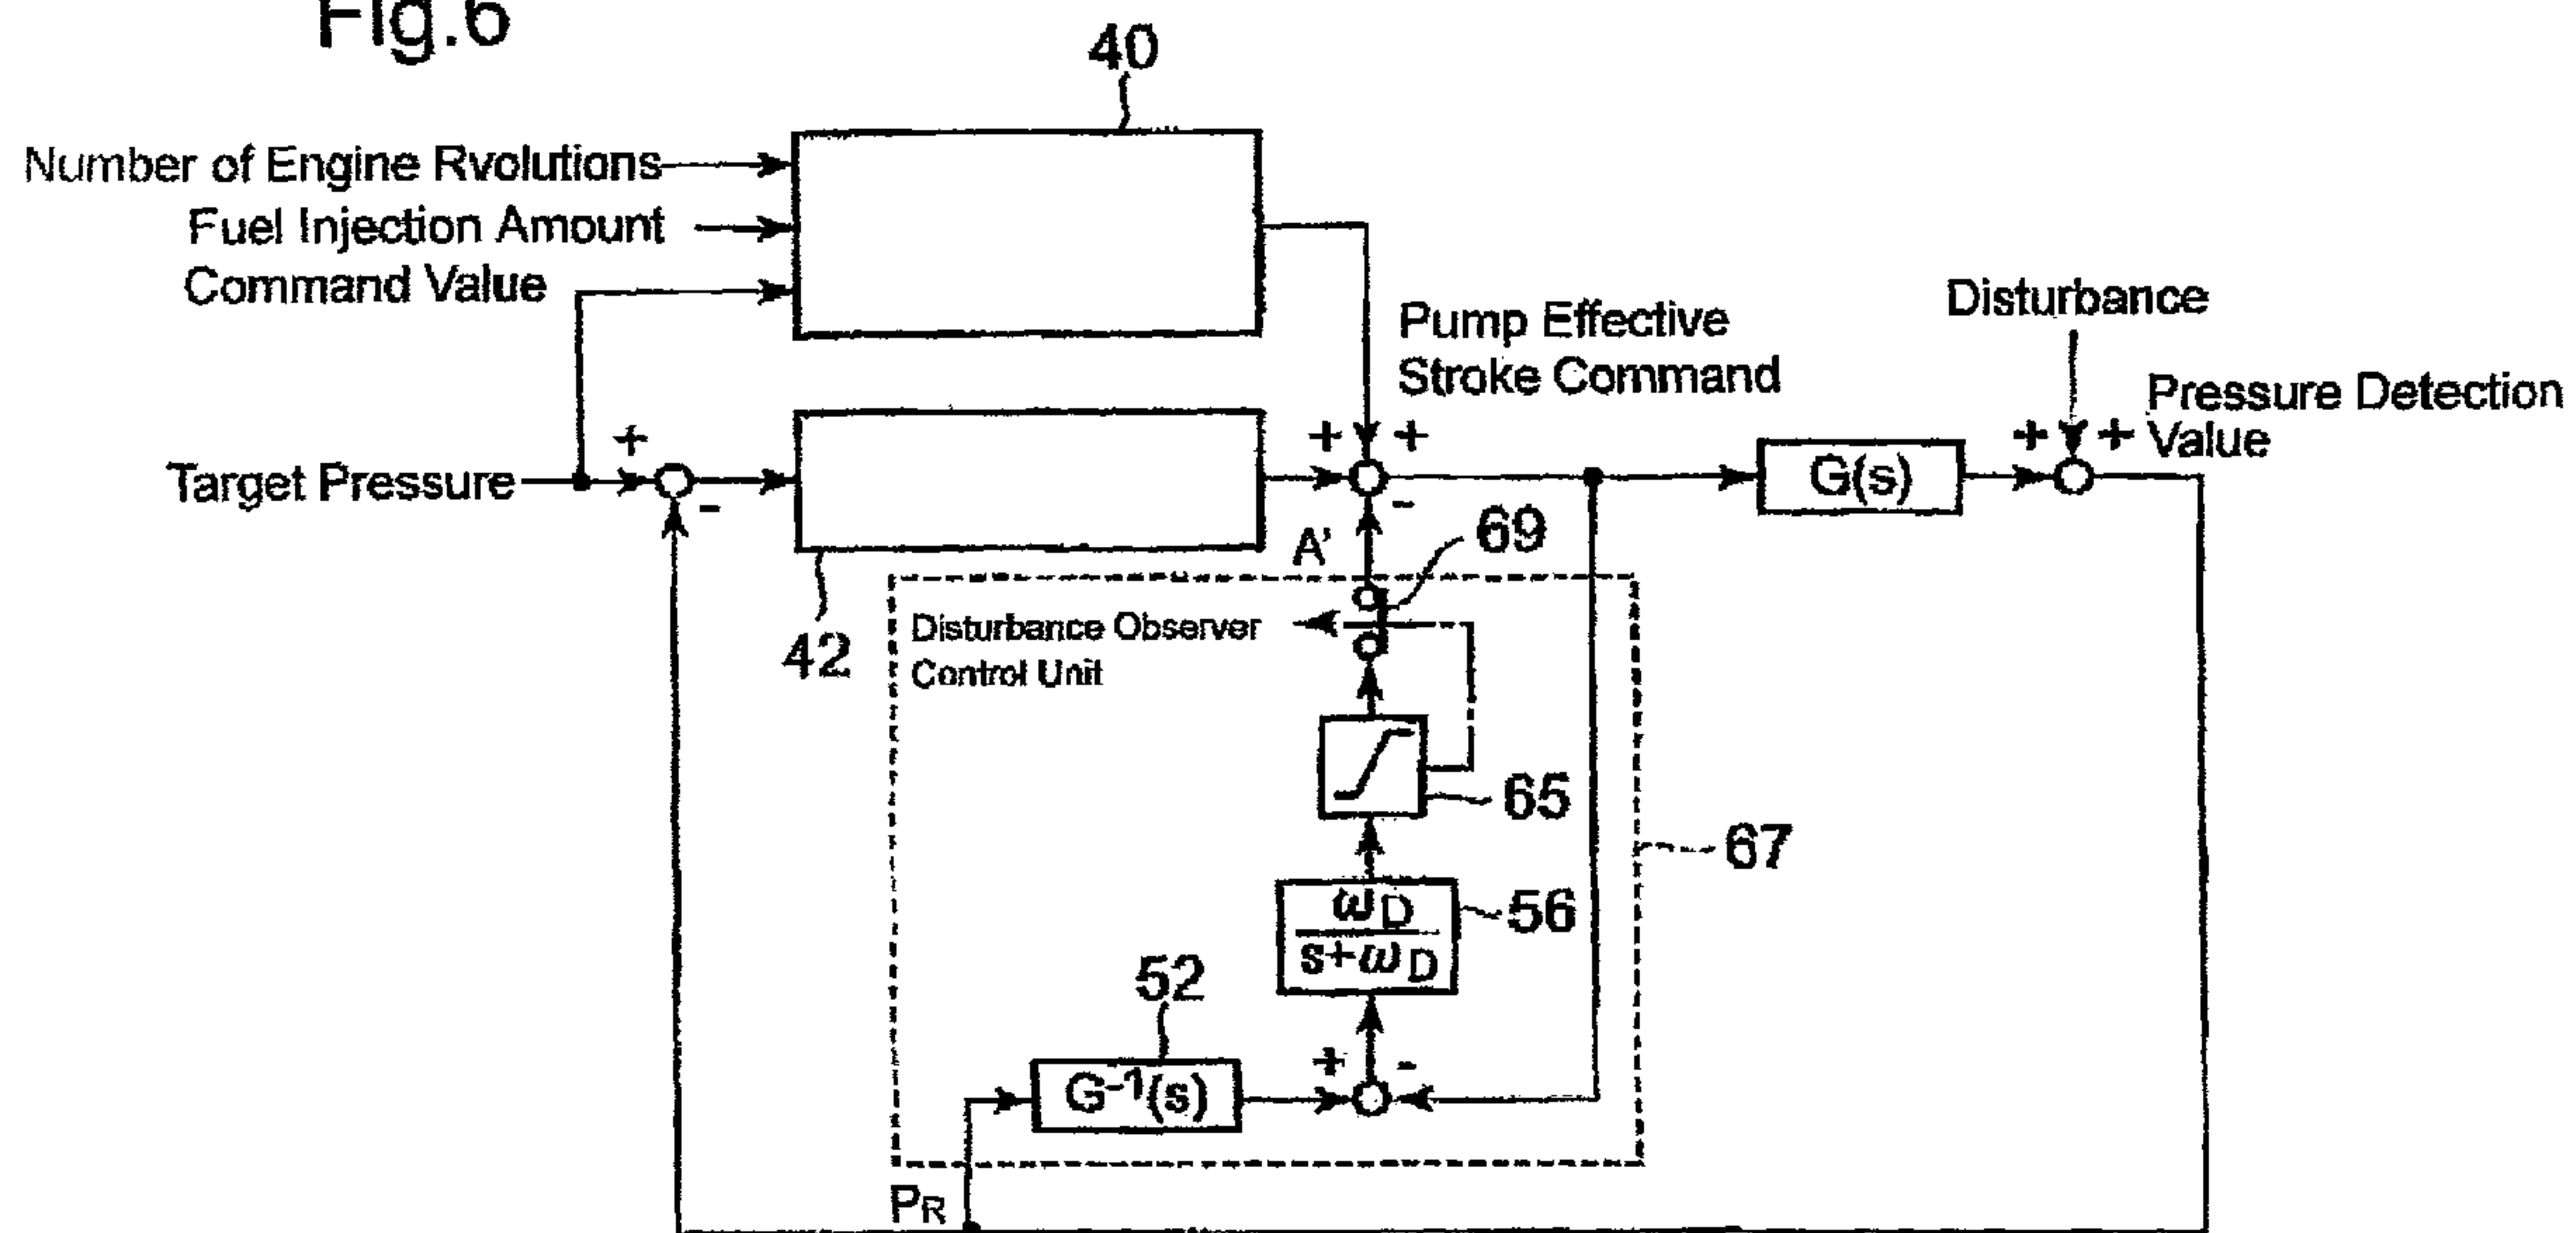 Fig.6
40
Number of Engine Rvolutions
Fuel Injection Amount
Command Value
Pump Effective
Stroke Command
Disturbance
Pressure Detection
Value
+ +
Target Pressure
+
-
+ +
-
G(s)
42
A'
69
Disturbance Observer
Control Unit
65
67
ωD
s+ωD
56
52
G-1(s)
+ -
PR